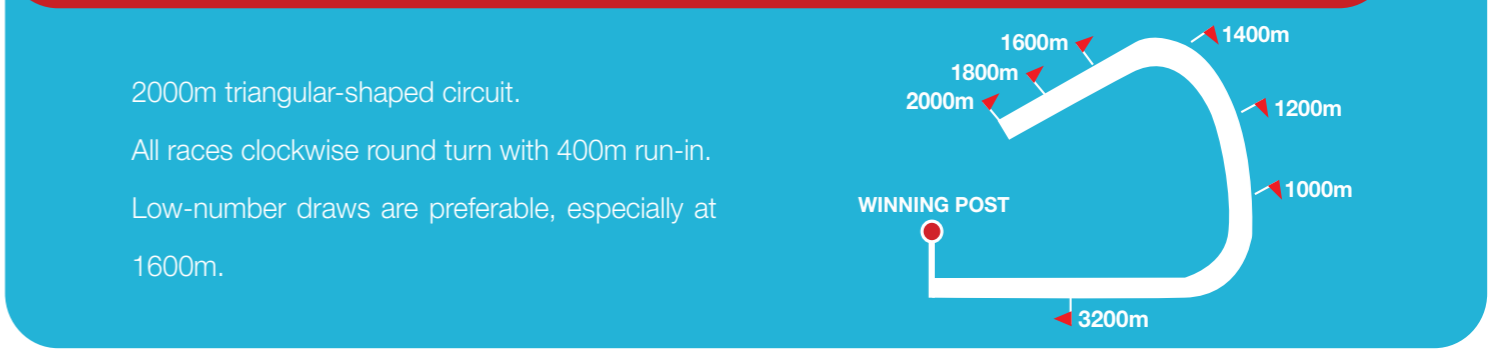 2000m triangular-shaped circuit.
All races clockwise round turn with 400m run-in.
Low-number draws are preferable, especially at
1600m.
1600m
1400m
1800m
2000m
1200m
1000m
WINNING POST
3200m